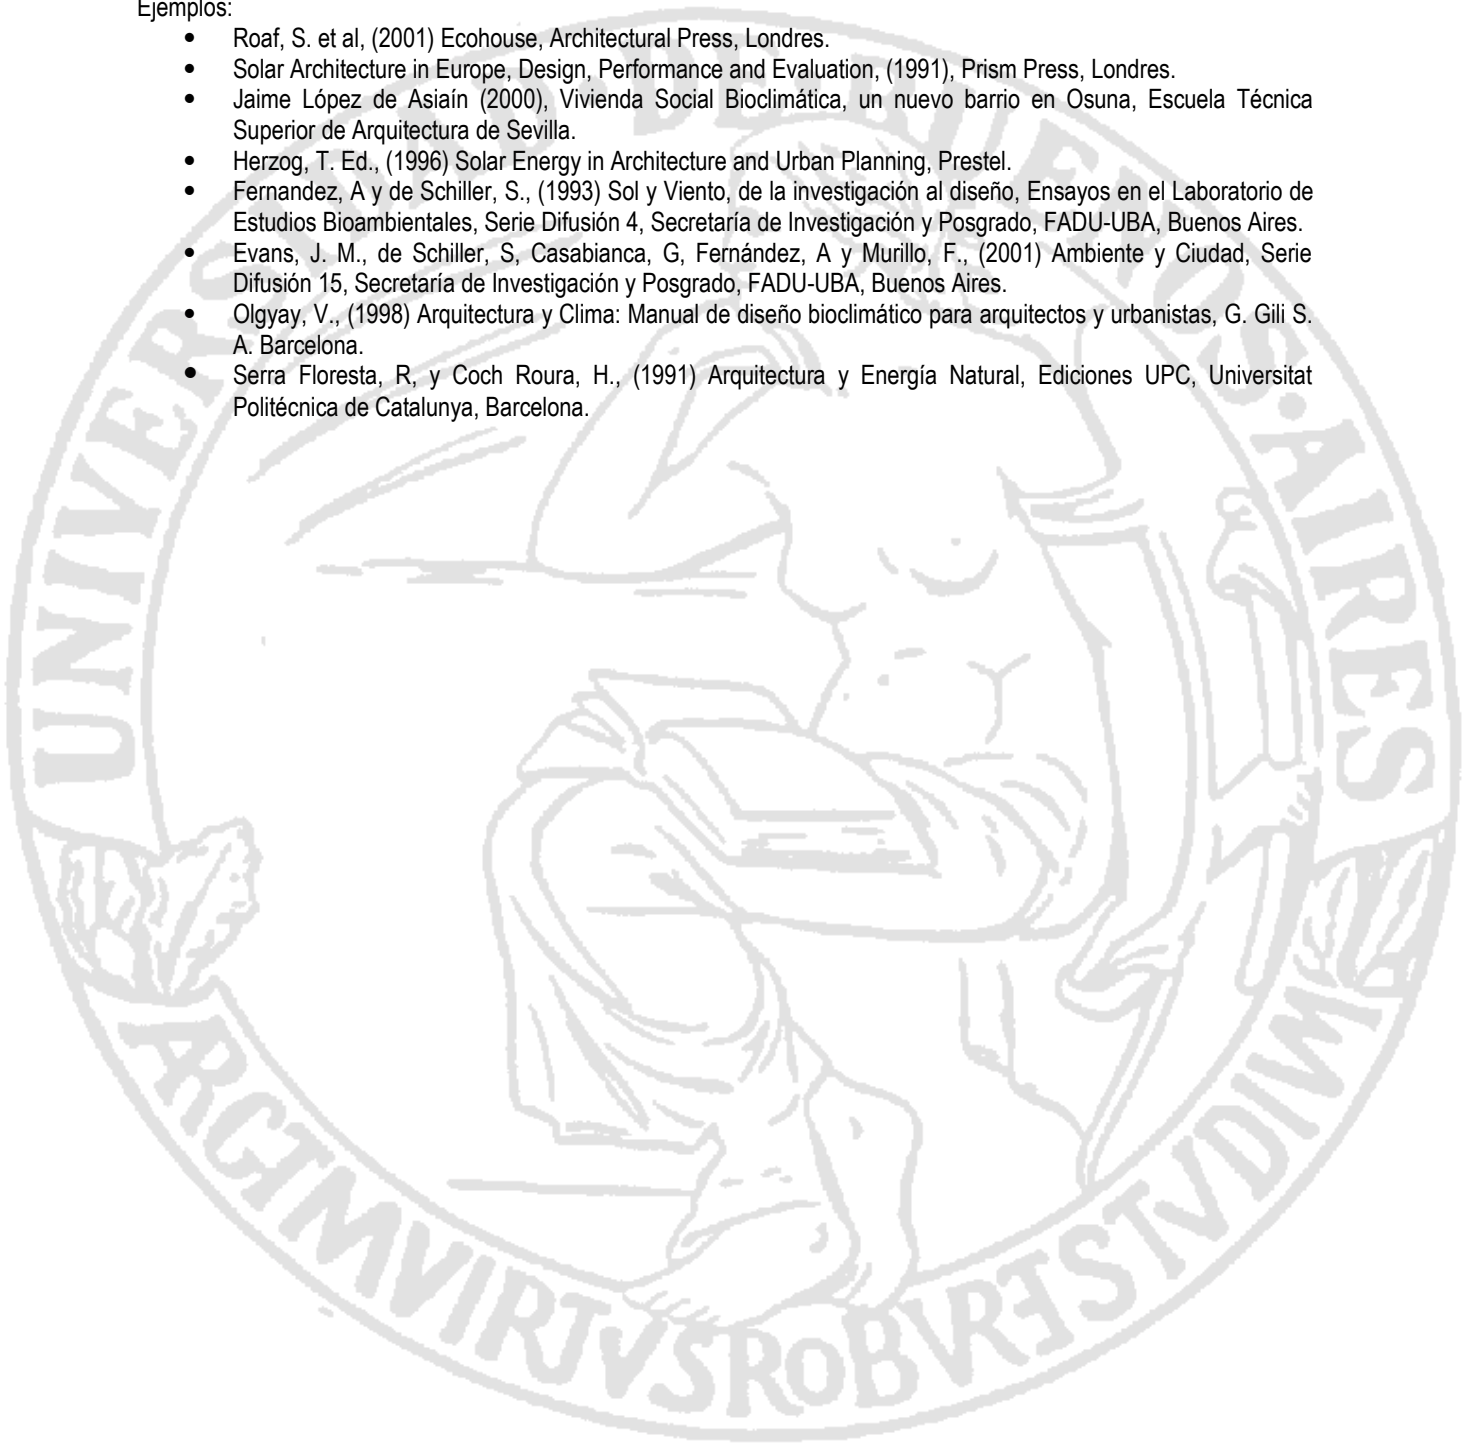 Ejemplos:
• Roaf, S. et al, (2001) Ecohouse, Architectural Press, Londres.
• Solar Architecture in Europe, Design, Performance and Evaluation, (1991), Prism Press, Londres.
• Jaime López de Asiaín (2000), Vivienda Social Bioclimática, un nuevo barrio en Osuna, Escuela Técnica
Superior de Arquitectura de Sevilla.
• Herzog, T. Ed., (1996) Solar Energy in Architecture and Urban Planning, Prestel.
• Fernandez, A y de Schiller, S., (1993) Sol y Viento, de la investigación al diseño, Ensayos en el Laboratorio de
Estudios Bioambientales, Serie Difusión 4, Secretaría de Investigación y Posgrado, FADU-UBA, Buenos Aires.
• Evans, J. M., de Schiller, S, Casabianca, G, Fernández, A y Murillo, F., (2001) Ambiente y Ciudad, Serie
Difusión 15, Secretaría de Investigación y Posgrado, FADU-UBA, Buenos Aires.
• Olgyay, V., (1998) Arquitectura y Clima: Manual de diseño bioclimático para arquitectos y urbanistas, G. Gili S.
A. Barcelona.
• Serra Floresta, R, y Coch Roura, H., (1991) Arquitectura y Energía Natural, Ediciones UPC, Universitat
Politécnica de Catalunya, Barcelona.
UNIVERSIDAD·DE·BUENOS·AIRES
ARGTMVIRTVSROBVRETSTVDIVM